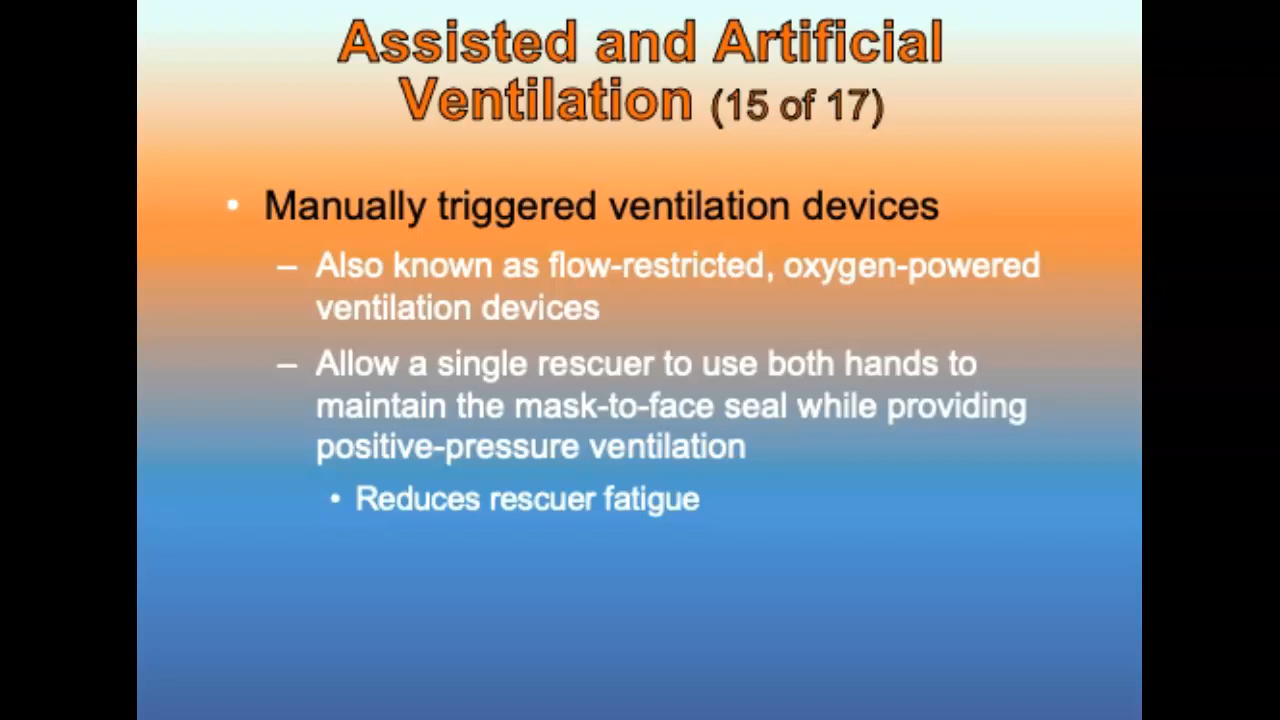 Assisted and Artificial
Ventilation (15 of 17)
• Manually triggered ventilation devices
– Also known as flow-restricted, oxygen-powered
ventilation devices
– Allow a single rescuer to use both hands to
maintain the mask-to-face seal while providing
positive-pressure ventilation
• Reduces rescuer fatigue